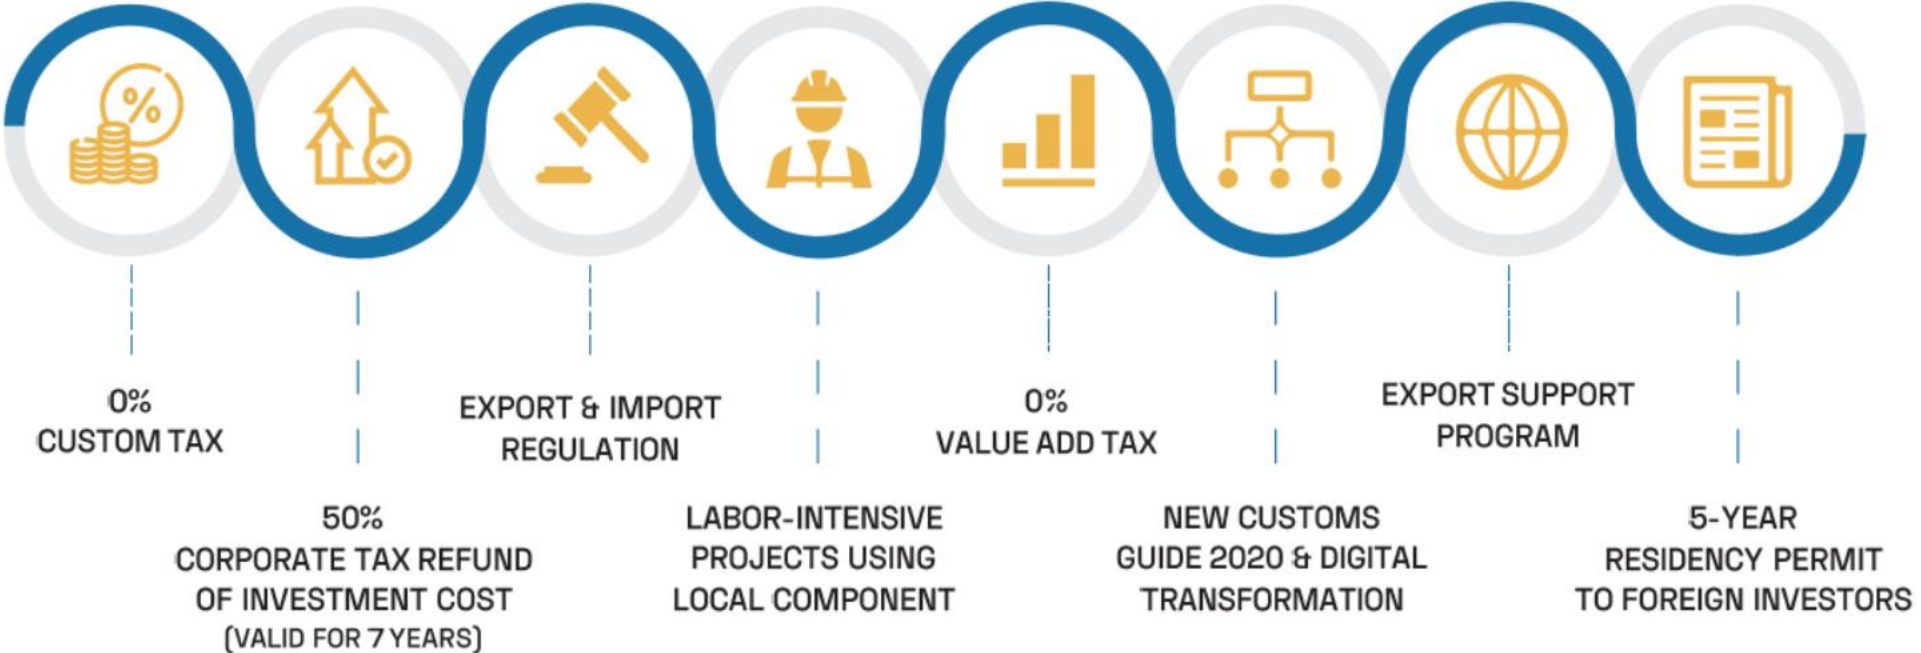 %
0%
CUSTOM TAX
50%
CORPORATE TAX REFUND
OF INVESTMENT COST
(VALID FOR 7 YEARS)
EXPORT & IMPORT
REGULATION
LABOR-INTENSIVE
PROJECTS USING
LOCAL COMPONENT
0%
VALUE ADD TAX
NEW CUSTOMS
GUIDE 2020 & DIGITAL
TRANSFORMATION
EXPORT SUPPORT
PROGRAM
5-YEAR
RESIDENCY PERMIT
TO FOREIGN INVESTORS